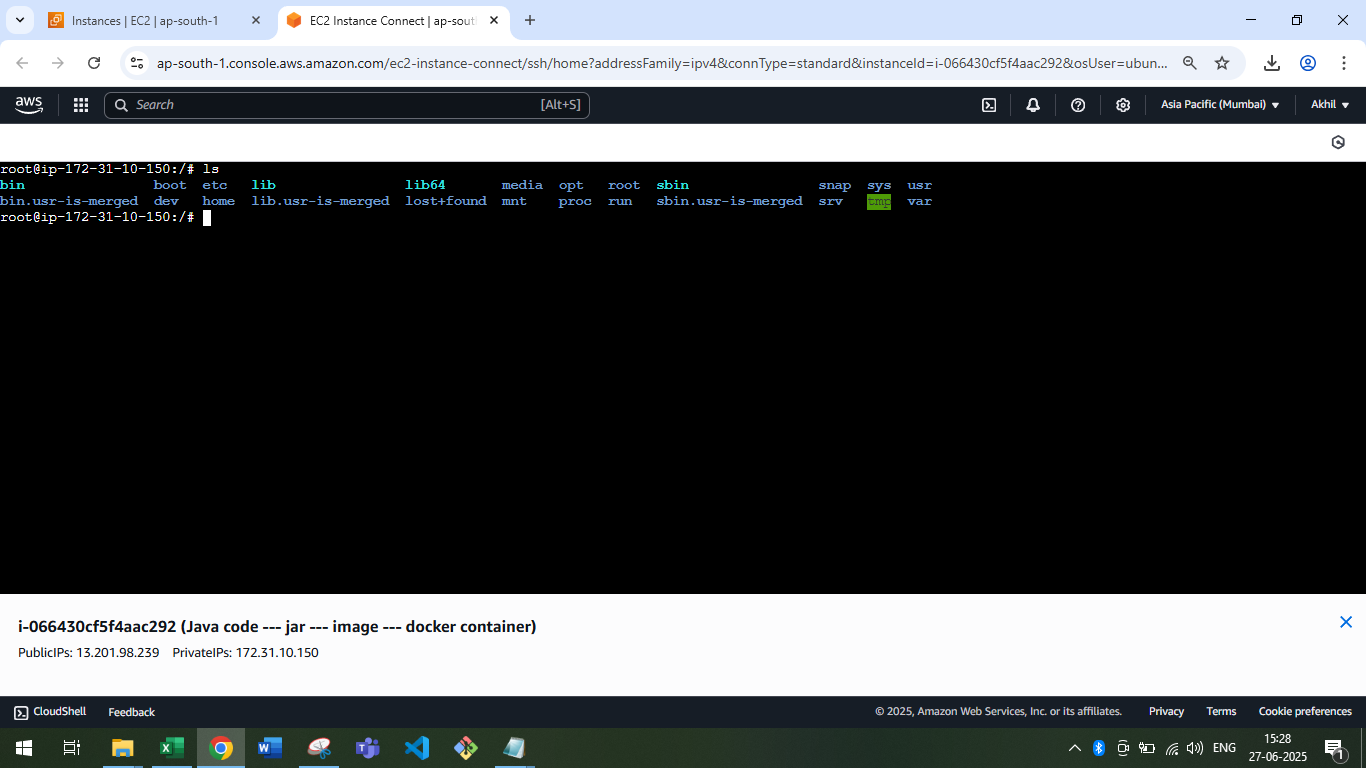 Instances | EC2 | ap-south-1
EC2 Instance Connect | ap-sout
ap-south-1.console.aws.amazon.com/ec2-instance-connect/ssh/home?addressFamily=ipv4&connType=standard&instanceId=i-066430cf5f4aac292&osUser=ubun...
aws
Search
[Alt+S]
Asia Pacific (Mumbai)
Akhil
root@ip-172-31-10-150:/# ls
bin boot etc lib lib64 media opt root sbin snap sys usr
bin.usr-is-merged dev home lib.usr-is-merged lost+found mnt proc run sbin.usr-is-merged srv tmp var
root@ip-172-31-10-150:/#
i-066430cf5f4aac292 (Java code --- jar --- image --- docker container)
PublicIPs: 13.201.98.239 PrivateIPs: 172.31.10.150
CloudShell Feedback © 2025, Amazon Web Services, Inc. or its affiliates. Privacy Terms Cookie preferences
ENG
15:28
27-06-2025
1